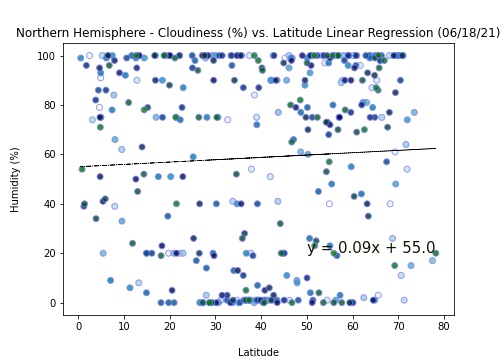 Northern Hemisphere - Cloudiness (%) vs. Latitude Linear Regression (06/18/21)
100
80
60
40
20
0
Humidity (%)
y = 0.09x + 55.0
0 10 20 30 40 50 60 70 80
Latitude